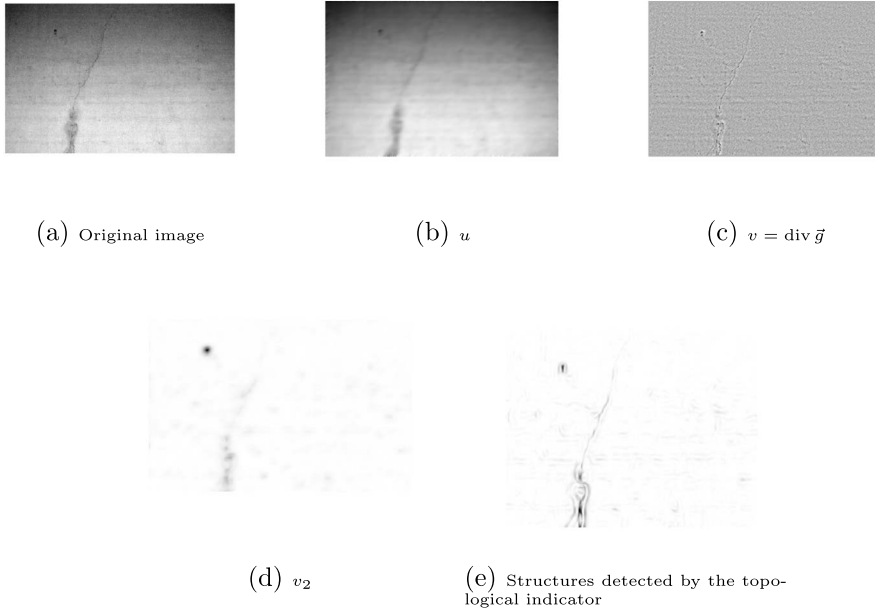 (a) Original image
(b) u
(c) v = div g⃗
(d) v₂
(e) Structures detected by the topo-
logical indicator